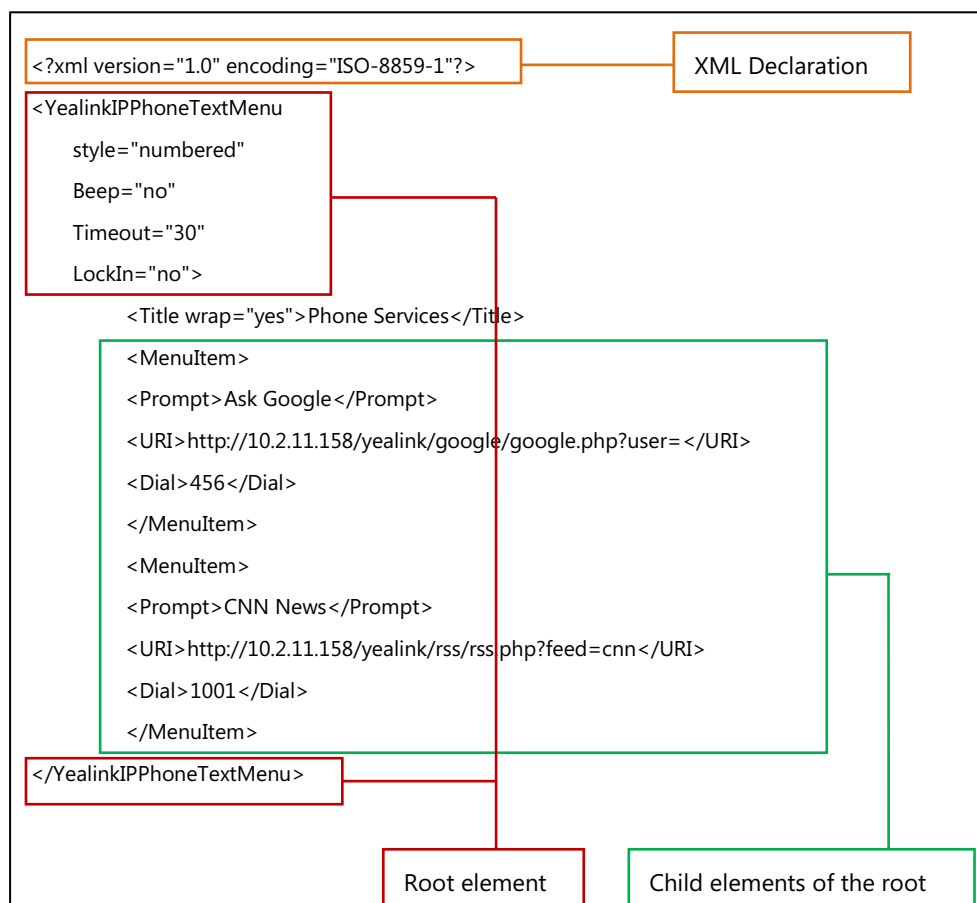 <?xml version="1.0" encoding="ISO-8859-1"?>
XML Declaration
<YealinkIPPhoneTextMenu
style="numbered"
Beep="no"
Timeout="30"
LockIn="no">
<Title wrap="yes">Phone Services</Title>
<MenuItem>
<Prompt>Ask Google</Prompt>
<URI>http://10.2.11.158/yealink/google/google.php?user=</URI>
<Dial>456</Dial>
</MenuItem>
<MenuItem>
<Prompt>CNN News</Prompt>
<URI>http://10.2.11.158/yealink/rss/rss.php?feed=cnn</URI>
<Dial>1001</Dial>
</MenuItem>
</YealinkIPPhoneTextMenu>
Root element
Child elements of the root